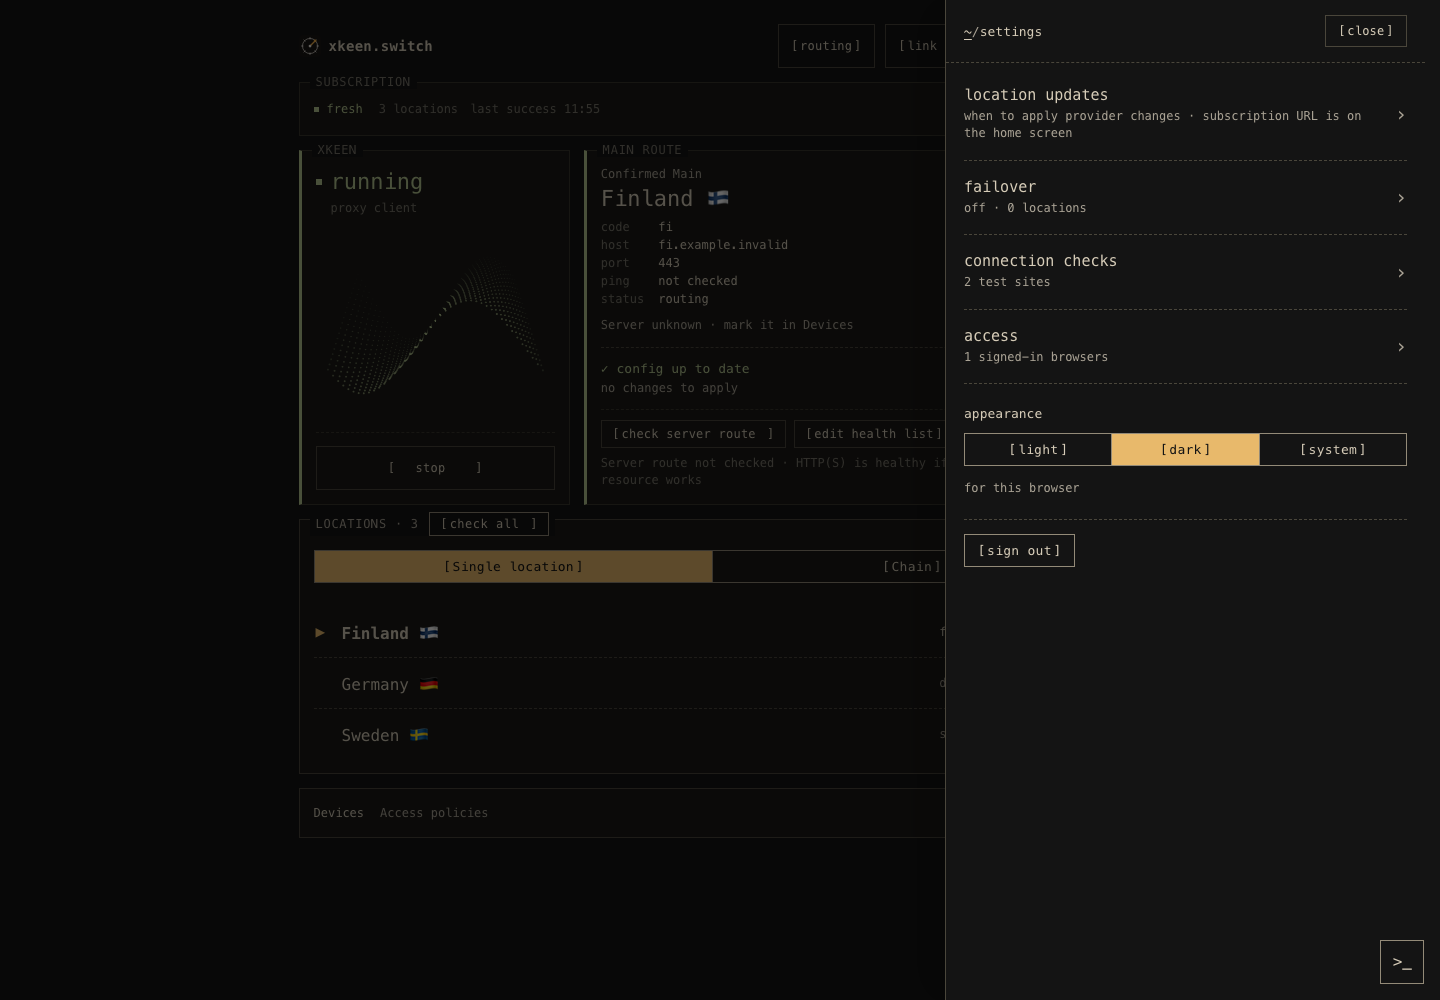 xkeen.switch
[routing]
[link
SUBSCRIPTION
fresh 3 locations last success 11:55
XKEEN
running
proxy client
[ stop ]
MAIN ROUTE
Confirmed Main
Finland
code fi
host fi.example.invalid
port 443
ping not checked
status routing
Server unknown · mark it in Devices
✓ config up to date
no changes to apply
[check server route ] [edit health list]
Server route not checked · HTTP(S) is healthy if
resource works
LOCATIONS · 3 [check all ]
[Single location] [Chain]
▶ Finland
Germany
Sweden
Devices Access policies
~/settings
[close]
location updates
when to apply provider changes · subscription URL is on
the home screen
failover
off · 0 locations
connection checks
2 test sites
access
1 signed-in browsers
appearance
[light] [dark] [system]
for this browser
[sign out]
>_